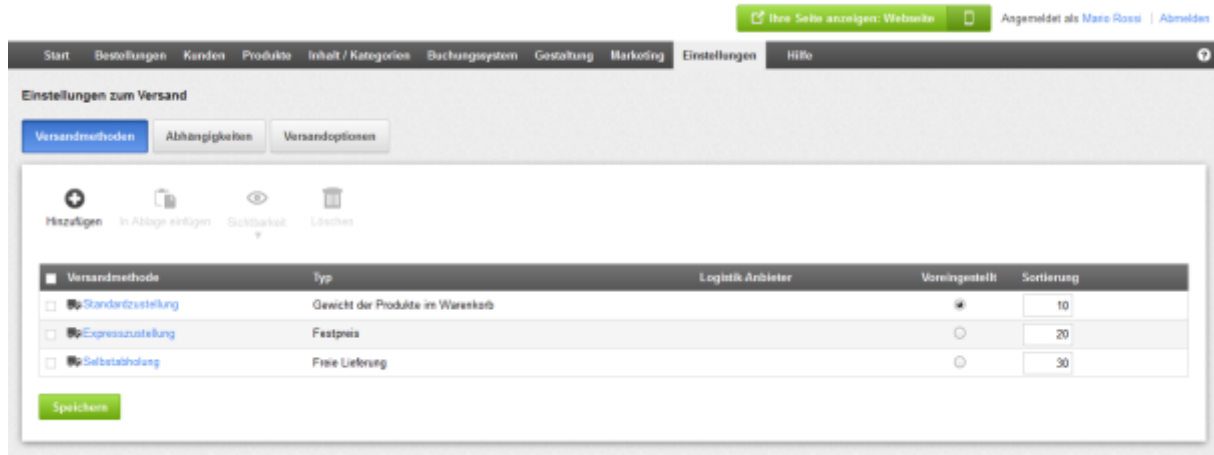 Ihre Seite anzeigen: Webseite Angemeldet als Mario Rossi | Abmelden
Start Bestellungen Kunden Produkte Inhalt / Kategorien Buchungssystem Gestaltung Marketing Einstellungen Hilfe ?
Einstellungen zum Versand
Versandmethoden Abhängigkeiten Versandoptionen
Hinzufügen In Ablage einfügen Sichtbarkeit Löschen
Versandmethode Typ Logistik Anbieter Voreingestellt Sortierung
Standardzustellung Gewicht der Produkte im Warenkorb 10
Expresszustellung Festpreis 20
Selbstabholung Freie Lieferung 30
Speichern